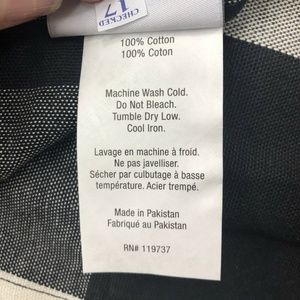 CHECKED
17
100% Cotton
100% Coton
Machine Wash Cold.
Do Not Bleach.
Tumble Dry Low.
Cool Iron.
Lavage en machine à froid.
Ne pas javelliser.
Sécher par culbutage à basse
température. Acier trempé.
Made in Pakistan
Fabriqué au Pakistan
RN# 119737